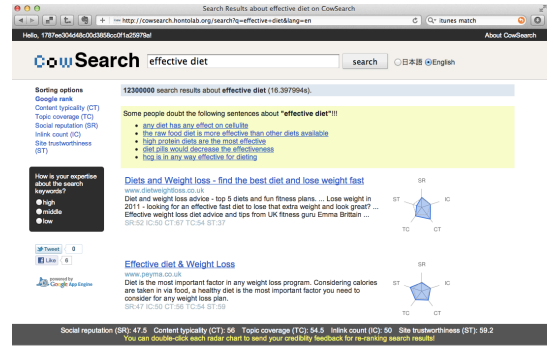 Search Results about effective diet on CowSearch
http://cowsearch.hontolab.org/search?q=effective+diet&lang=en
itunes match
Hello, 1787ee304d48c00d3858cc0f1a25979a!
About CowSearch
CowSearch
effective diet
search
日本語
English
Sorting options
Google rank
Content typicality (CT)
Topic coverage (TC)
Social reputation (SR)
Inlink count (IC)
Site trustworthiness
(ST)
12300000 search results about effective diet (16.397994s).
Some people doubt the following sentences about "effective diet"!!!
any diet has any effect on cellulite
the raw food diet is more effective than other diets available
high protein diets are the most effective
diet pills would decrease the effectiveness
hcg is in any way effective for dieting
How is your expertise
about the search
keywords?
high
middle
low
Tweet 0
Like 6
powered by
Google App Engine
Diets and Weight loss - find the best diet and lose weight fast
www.dietweightloss.co.uk
Diet and weight loss advice - top 5 diets and fun fitness plans. ... Lose weight in
2011 - looking for an effective fast diet to lose that extra weight and look great? ...
Effective weight loss diet advice and tips from UK fitness guru Emma Brittain ...
SR:52 IC:50 CT:67 TC:54 ST:37
SR
ST
IC
TC
CT
Effective diet & Weight Loss
www.peyma.com
Diet is the most important factor in any weight loss program. Considering calories
are taken in via food, a healthy diet is the most important factor you need to
consider for any weight loss plan.
SR:47 IC:50 CT:56 TC:54 ST:59
SR
ST
IC
TC
CT
Social reputation (SR): 47.5 Content typicality (CT): 56 Topic coverage (TC): 54.5 Inlink count (IC): 50 Site trustworthiness (ST): 59.2
You can double-click each radar chart to send your crediblity feedback for re-ranking search results!